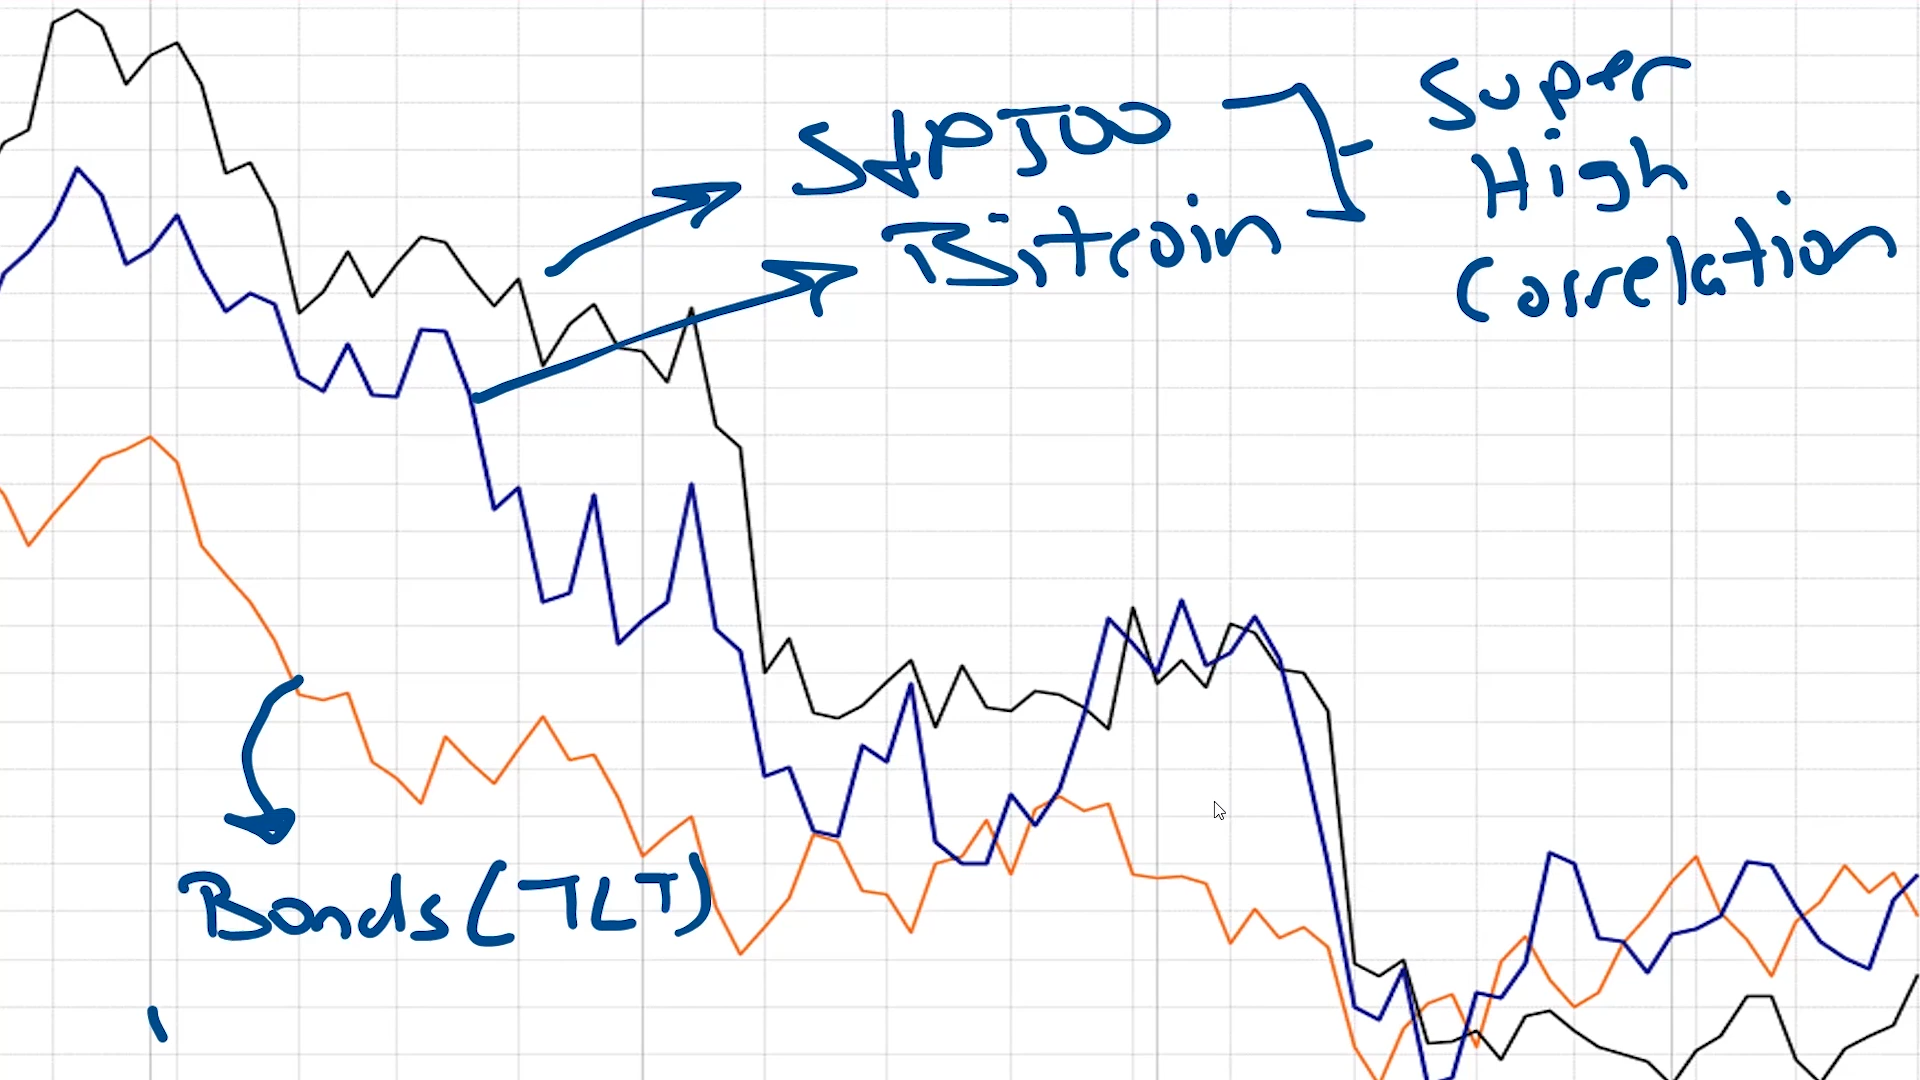 S&P500
Bitcoin
Super
High
Correlation
Bonds (TLT)